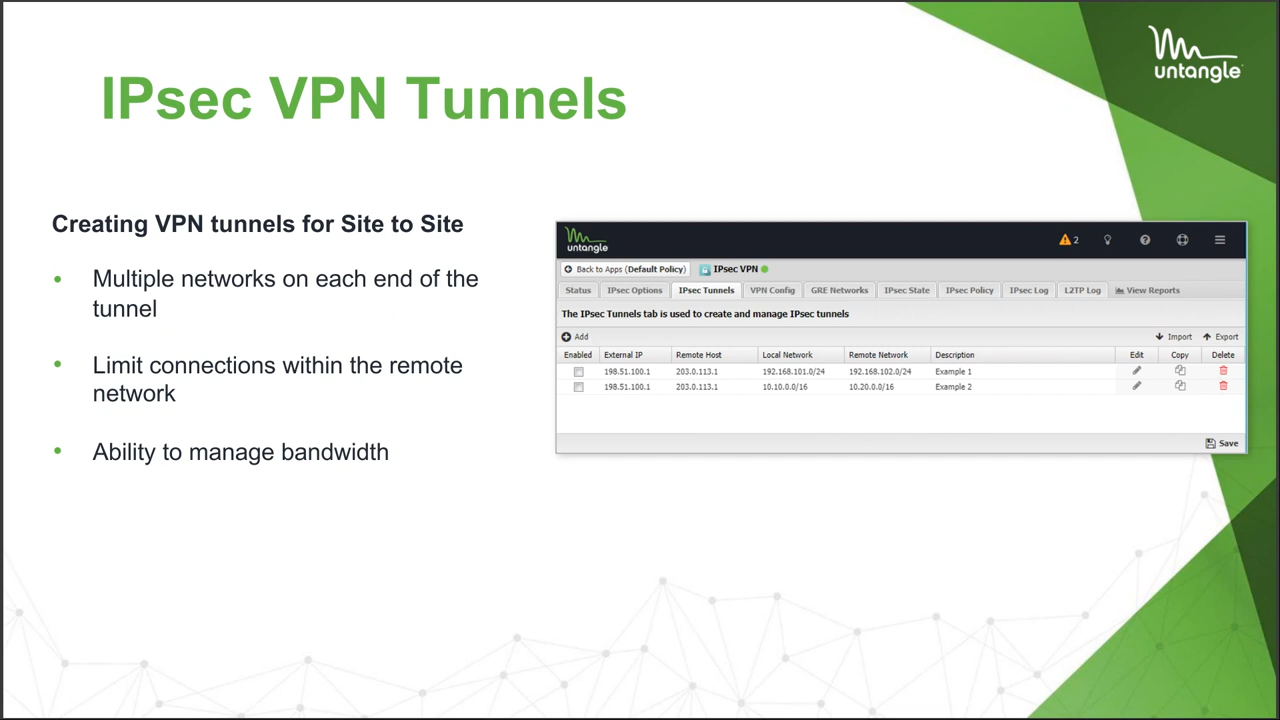 untangle
IPsec VPN Tunnels
Creating VPN tunnels for Site to Site
• Multiple networks on each end of the
tunnel
• Limit connections within the remote
network
• Ability to manage bandwidth
untangle
2
Back to Apps (Default Policy) IPsec VPN
Status IPsec Options IPsec Tunnels VPN Config GRE Networks IPsec State IPsec Policy IPsec Log L2TP Log View Reports
The IPsec Tunnels tab is used to create and manage IPsec tunnels
Add Import Export
Enabled External IP Remote Host Local Network Remote Network Description Edit Copy Delete
198.51.100.1 203.0.113.1 192.168.101.0/24 192.168.102.0/24 Example 1
198.51.100.1 203.0.113.1 10.10.0.0/16 10.20.0.0/16 Example 2
Save